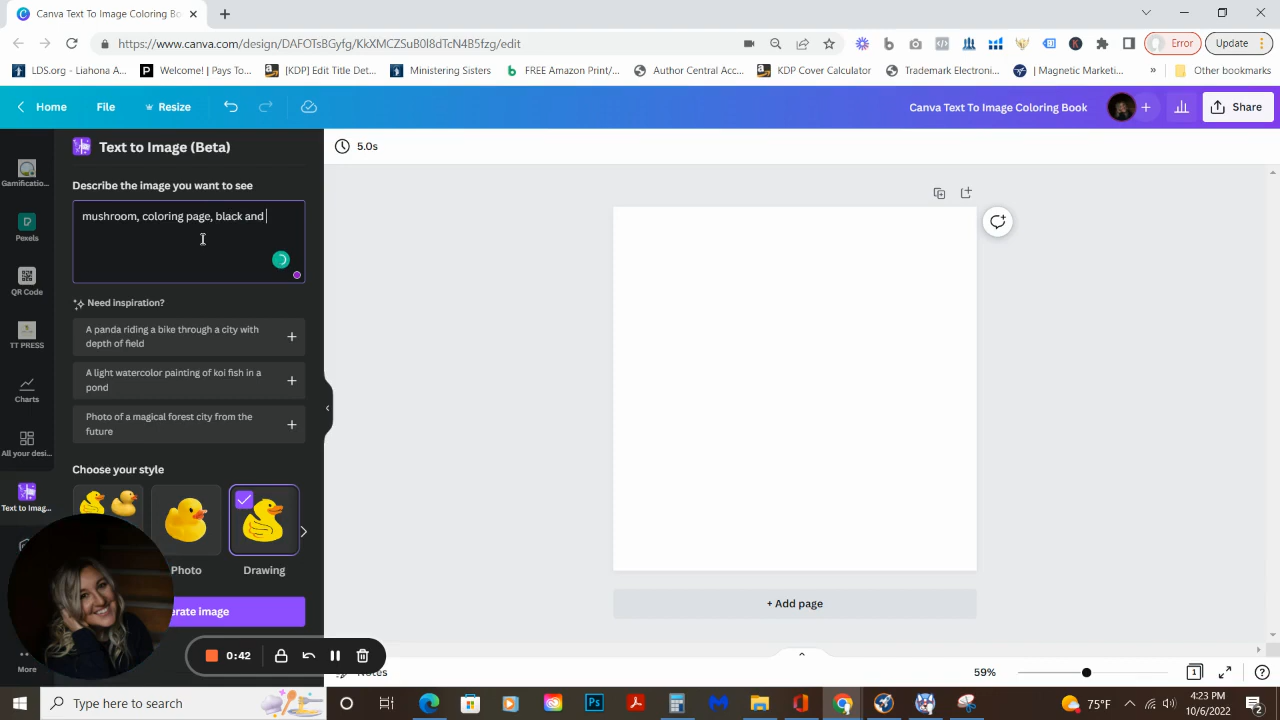 Canva Text To Image Coloring Boo
https://www.canva.com/design/DAFOTsBGyfg/KkXMCZSuB0I8dTcN4B5fzg/edit
Error
Update
LDS.org - Liahona A...
Welcome! | Pays To...
[KDP] Edit Title Det...
Ministering Sisters
FREE Amazon Print/...
Author Central Acc...
KDP Cover Calculator
Trademark Electroni...
| Magnetic Marketi...
»
Other bookmarks
Home
File
Resize
Canva Text To Image Coloring Book
Share
Text to Image (Beta)
5.0s
Describe the image you want to see
mushroom, coloring page, black and
Gamificatio...
Pexels
QR Code
TT PRESS
Charts
All your desi...
Text to Imag...
More
Need inspiration?
A panda riding a bike through a city with
depth of field
A light watercolor painting of koi fish in a
pond
Photo of a magical forest city from the
future
Choose your style
Photo
Drawing
erate image
0:42
+ Add page
Notes
59%
1
Type here to search
75°F
4:23 PM
10/6/2022
2